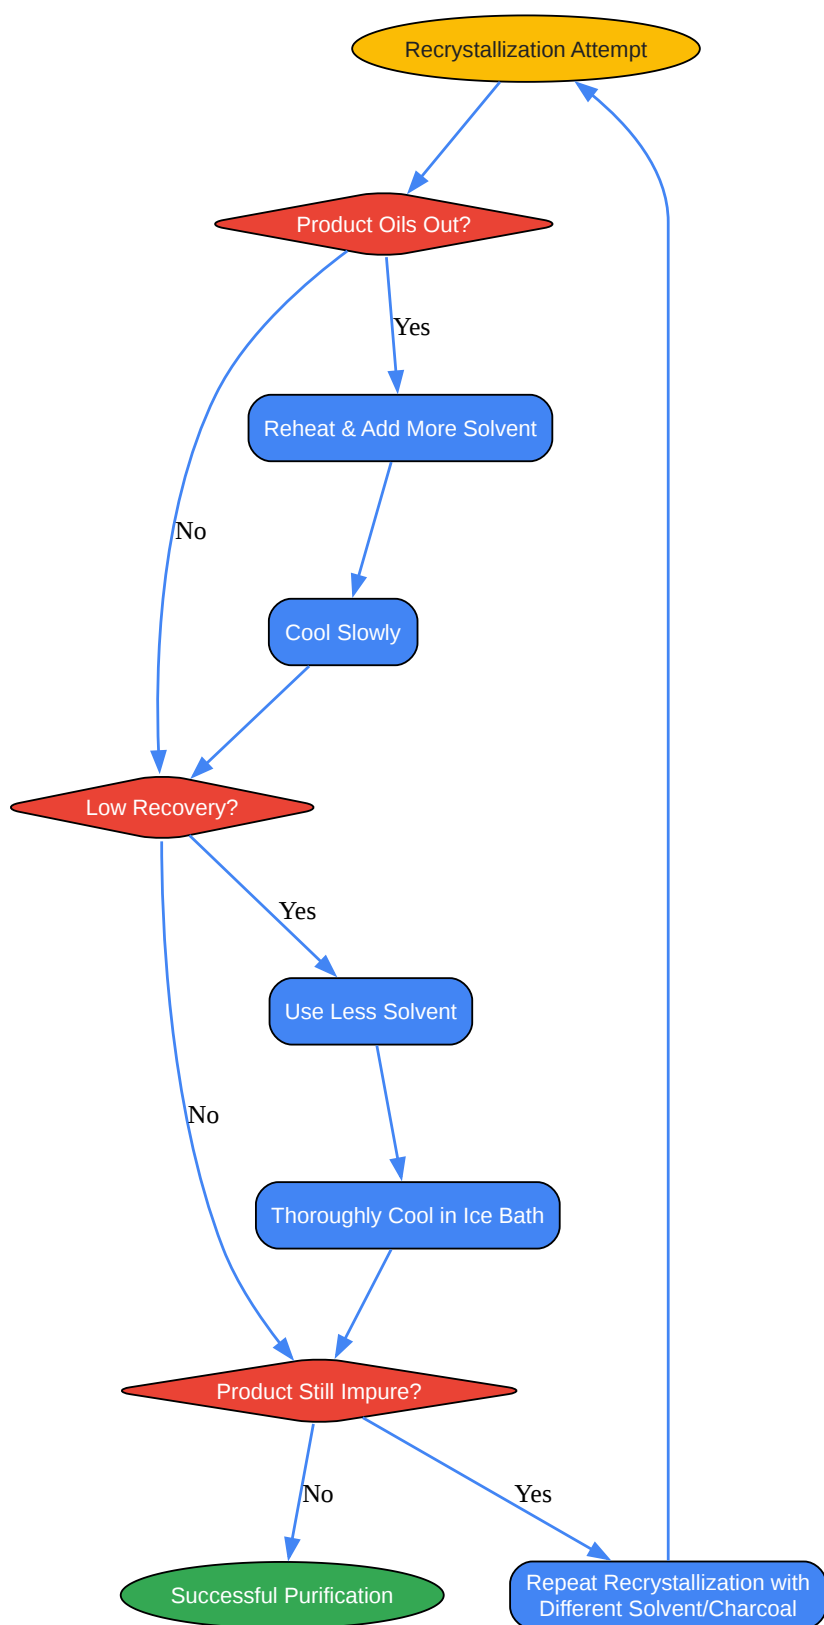 Recrystallization Attempt
Product Oils Out?
Yes
Reheat & Add More Solvent
No
Cool Slowly
Low Recovery?
Yes
Use Less Solvent
No
Thoroughly Cool in Ice Bath
Product Still Impure?
No
Yes
Successful Purification
Repeat Recrystallization with
Different Solvent/Charcoal